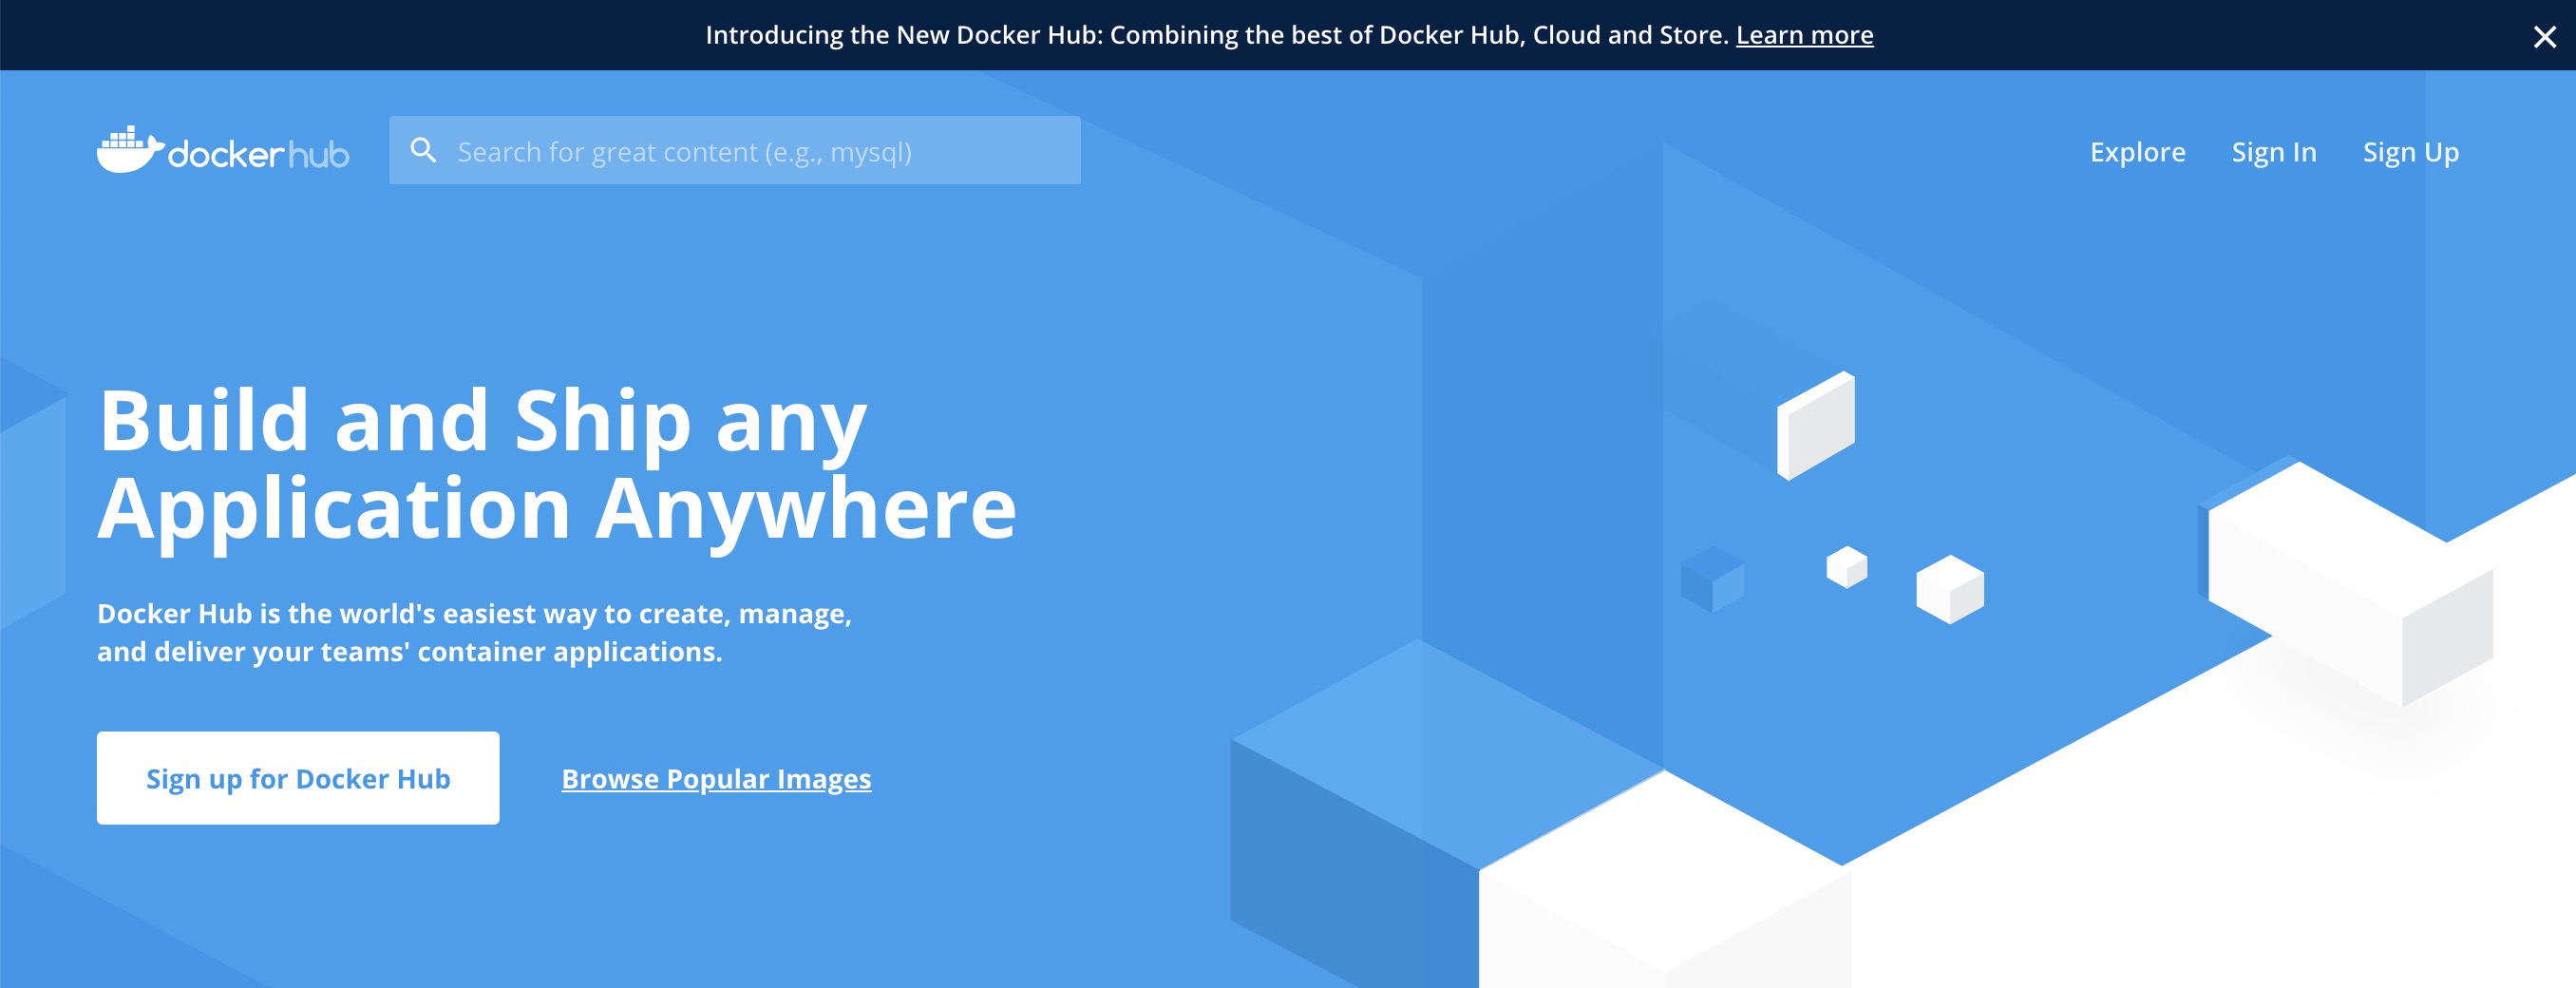 Introducing the New Docker Hub: Combining the best of Docker Hub, Cloud and Store. Learn more
dockerhub
Search for great content (e.g., mysql)
Explore
Sign In
Sign Up
Build and Ship any
Application Anywhere
Docker Hub is the world's easiest way to create, manage,
and deliver your teams' container applications.
Sign up for Docker Hub
Browse Popular Images